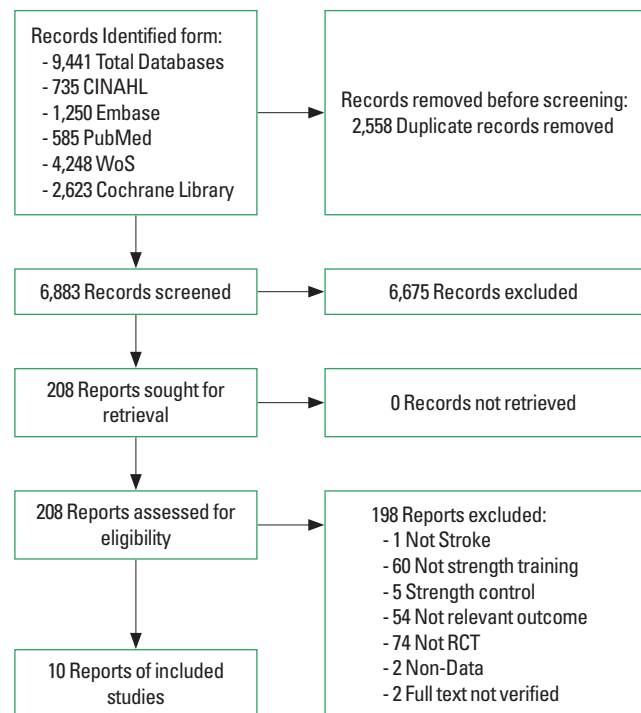 Records Identified form:
- 9,441 Total Databases
- 735 CINAHL
- 1,250 Embase
- 585 PubMed
- 4,248 WoS
- 2,623 Cochrane Library
Records removed before screening:
2,558 Duplicate records removed
6,883 Records screened
6,675 Records excluded
208 Reports sought for
retrieval
0 Records not retrieved
208 Reports assessed for
eligibility
198 Reports excluded:
- 1 Not Stroke
- 60 Not strength training
- 5 Strength control
- 54 Not relevant outcome
- 74 Not RCT
- 2 Non-Data
- 2 Full text not verified
10 Reports of included
studies